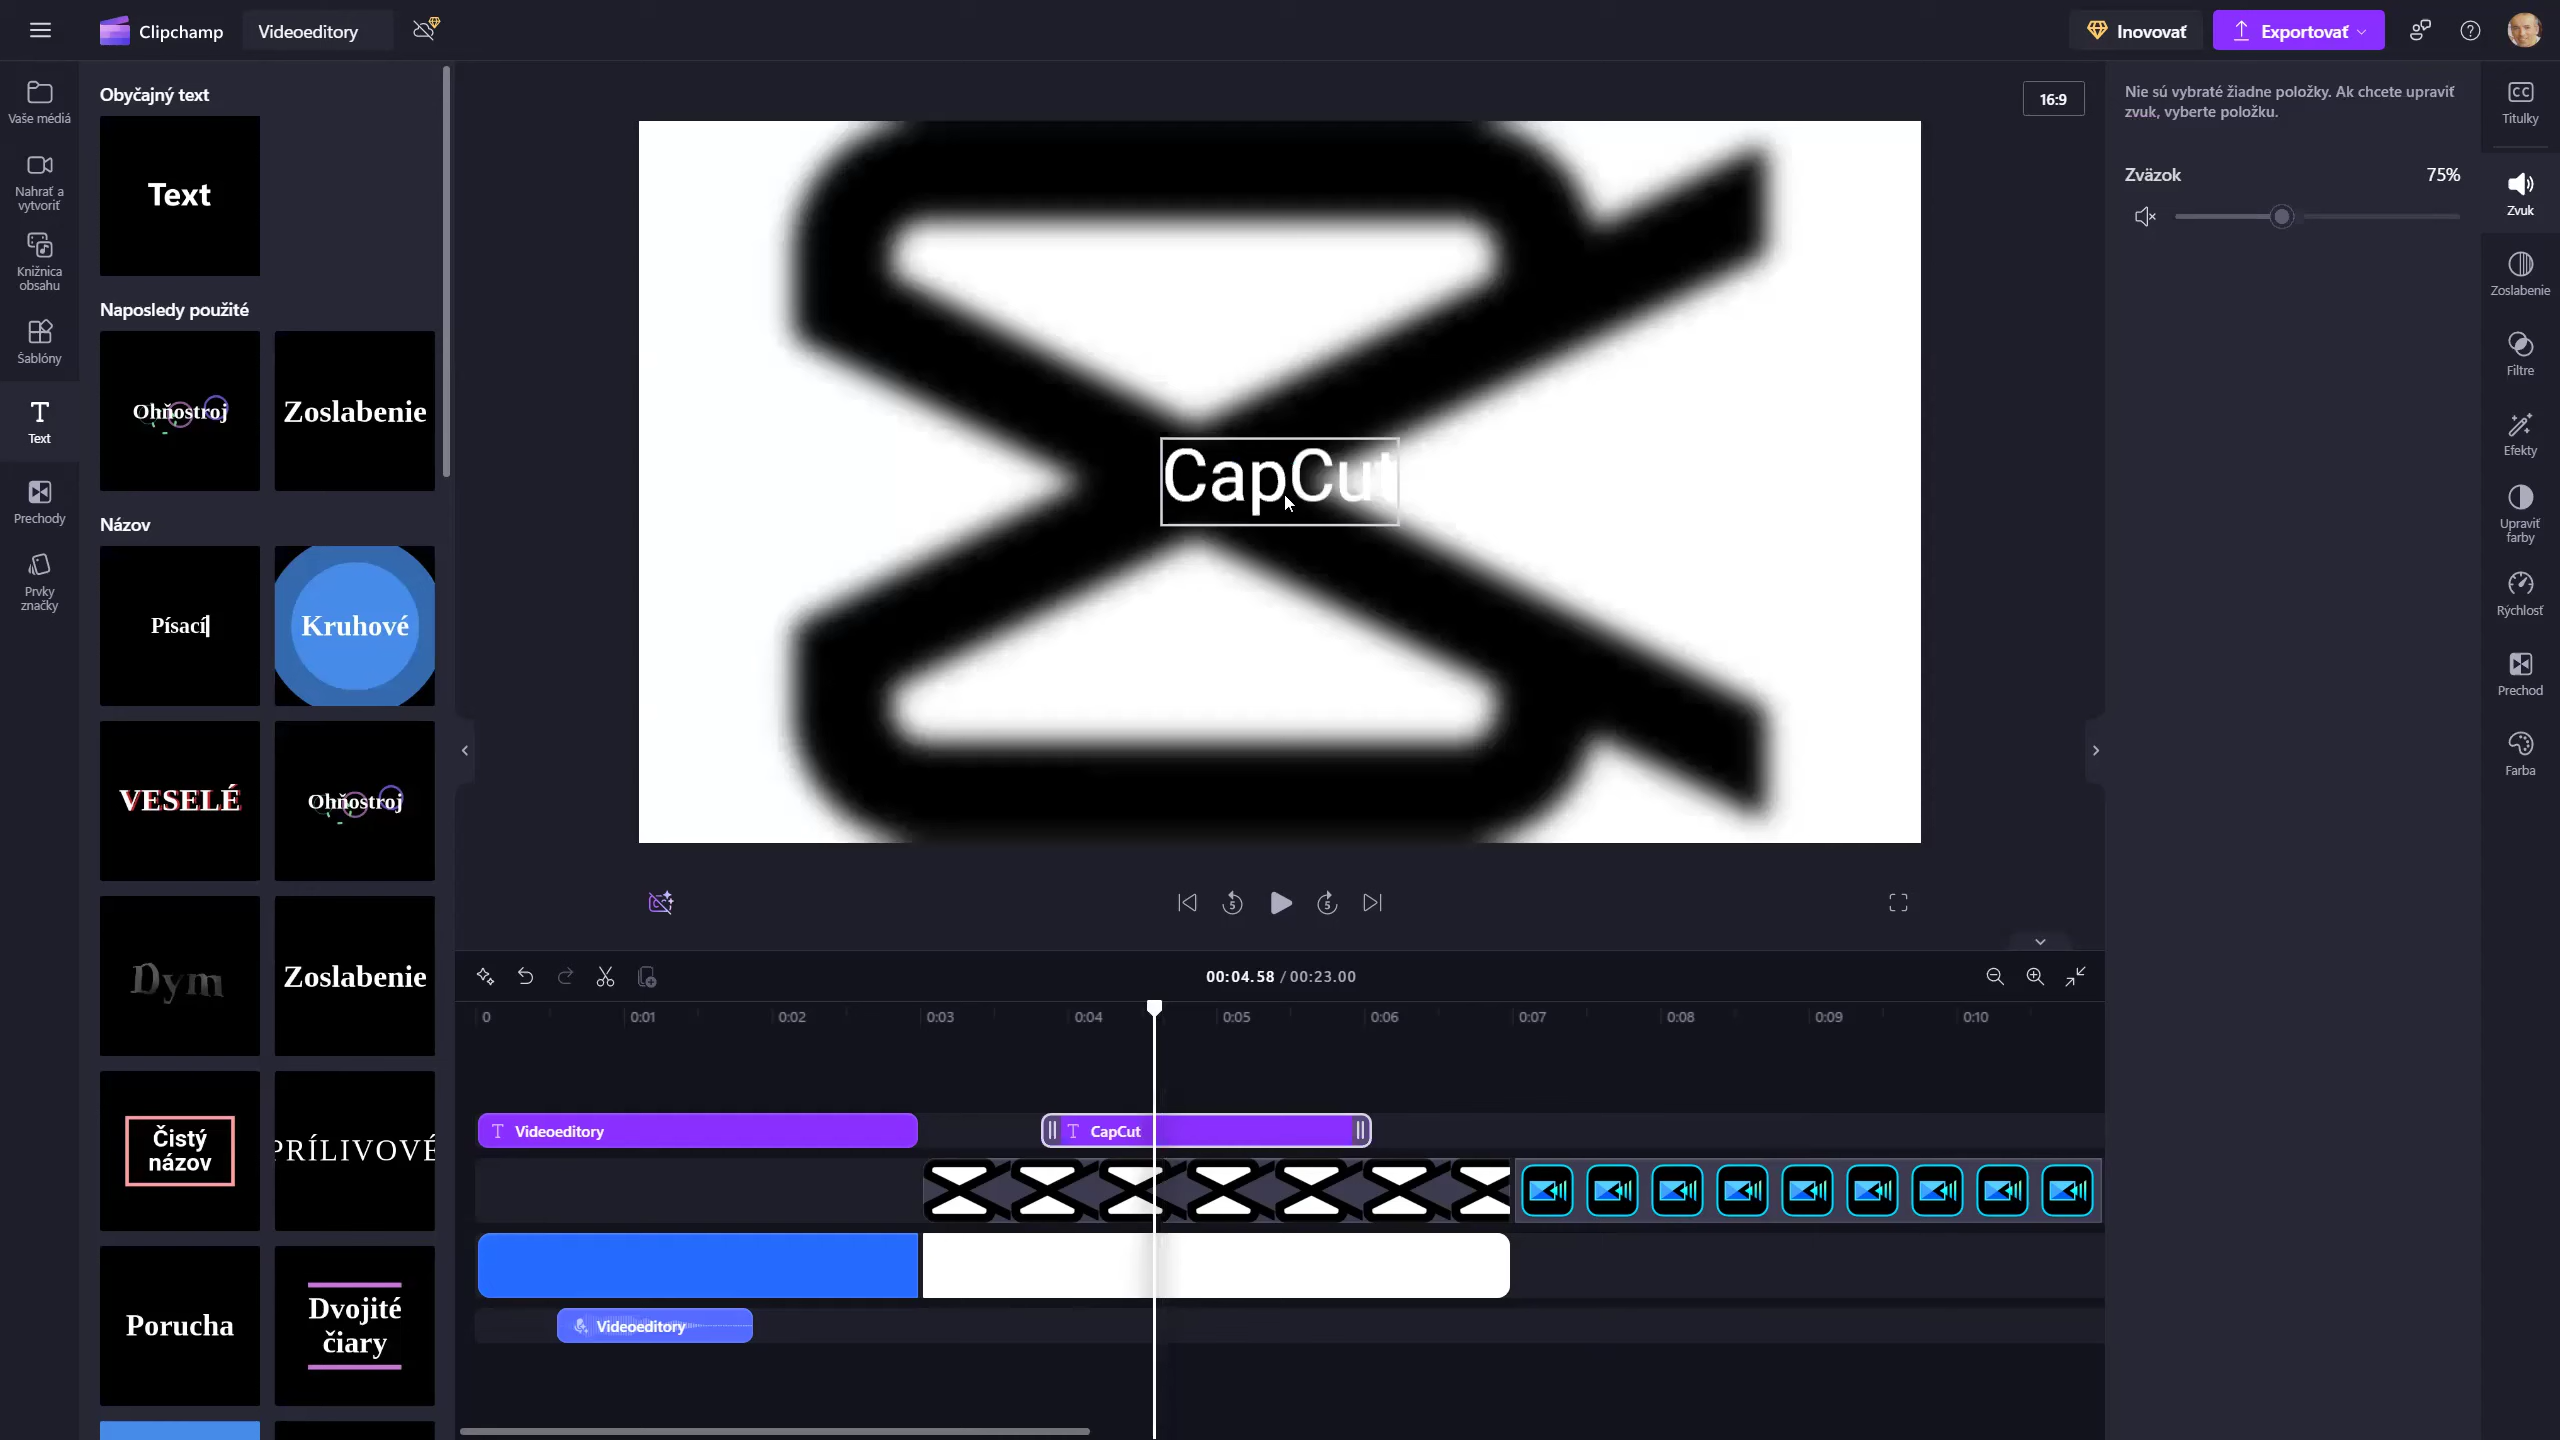 Clipchamp
Videoeditory
Inovovať
Exportovať
Vaše médiá
Nahrať a
vytvoriť
Knižnica
obsahu
Šablóny
Text
Prechody
Prvky
značky
Obyčajný text
Text
Naposledy použité
Ohňostroj
Zoslabenie
Názov
Písací
Kruhové
VESELÉ
Ohňostroj
Dym
Zoslabenie
Čistý
názov
PRÍLIVOVÉ
Porucha
Dvojité
čiary
16:9
CapCut
5
5
00:04.58 / 00:23.00
0
0:01
0:02
0:03
0:04
0:05
0:06
0:07
0:08
0:09
0:10
T Videoeditory
T CapCut
Videoeditory
Nie sú vybraté žiadne položky. Ak chcete upraviť
zvuk, vyberte položku.
Zväzok
75%
CC
Titulky
Zvuk
Zoslabenie
Filtre
Efekty
Upraviť
farby
Rýchlosť
Prechod
Farba